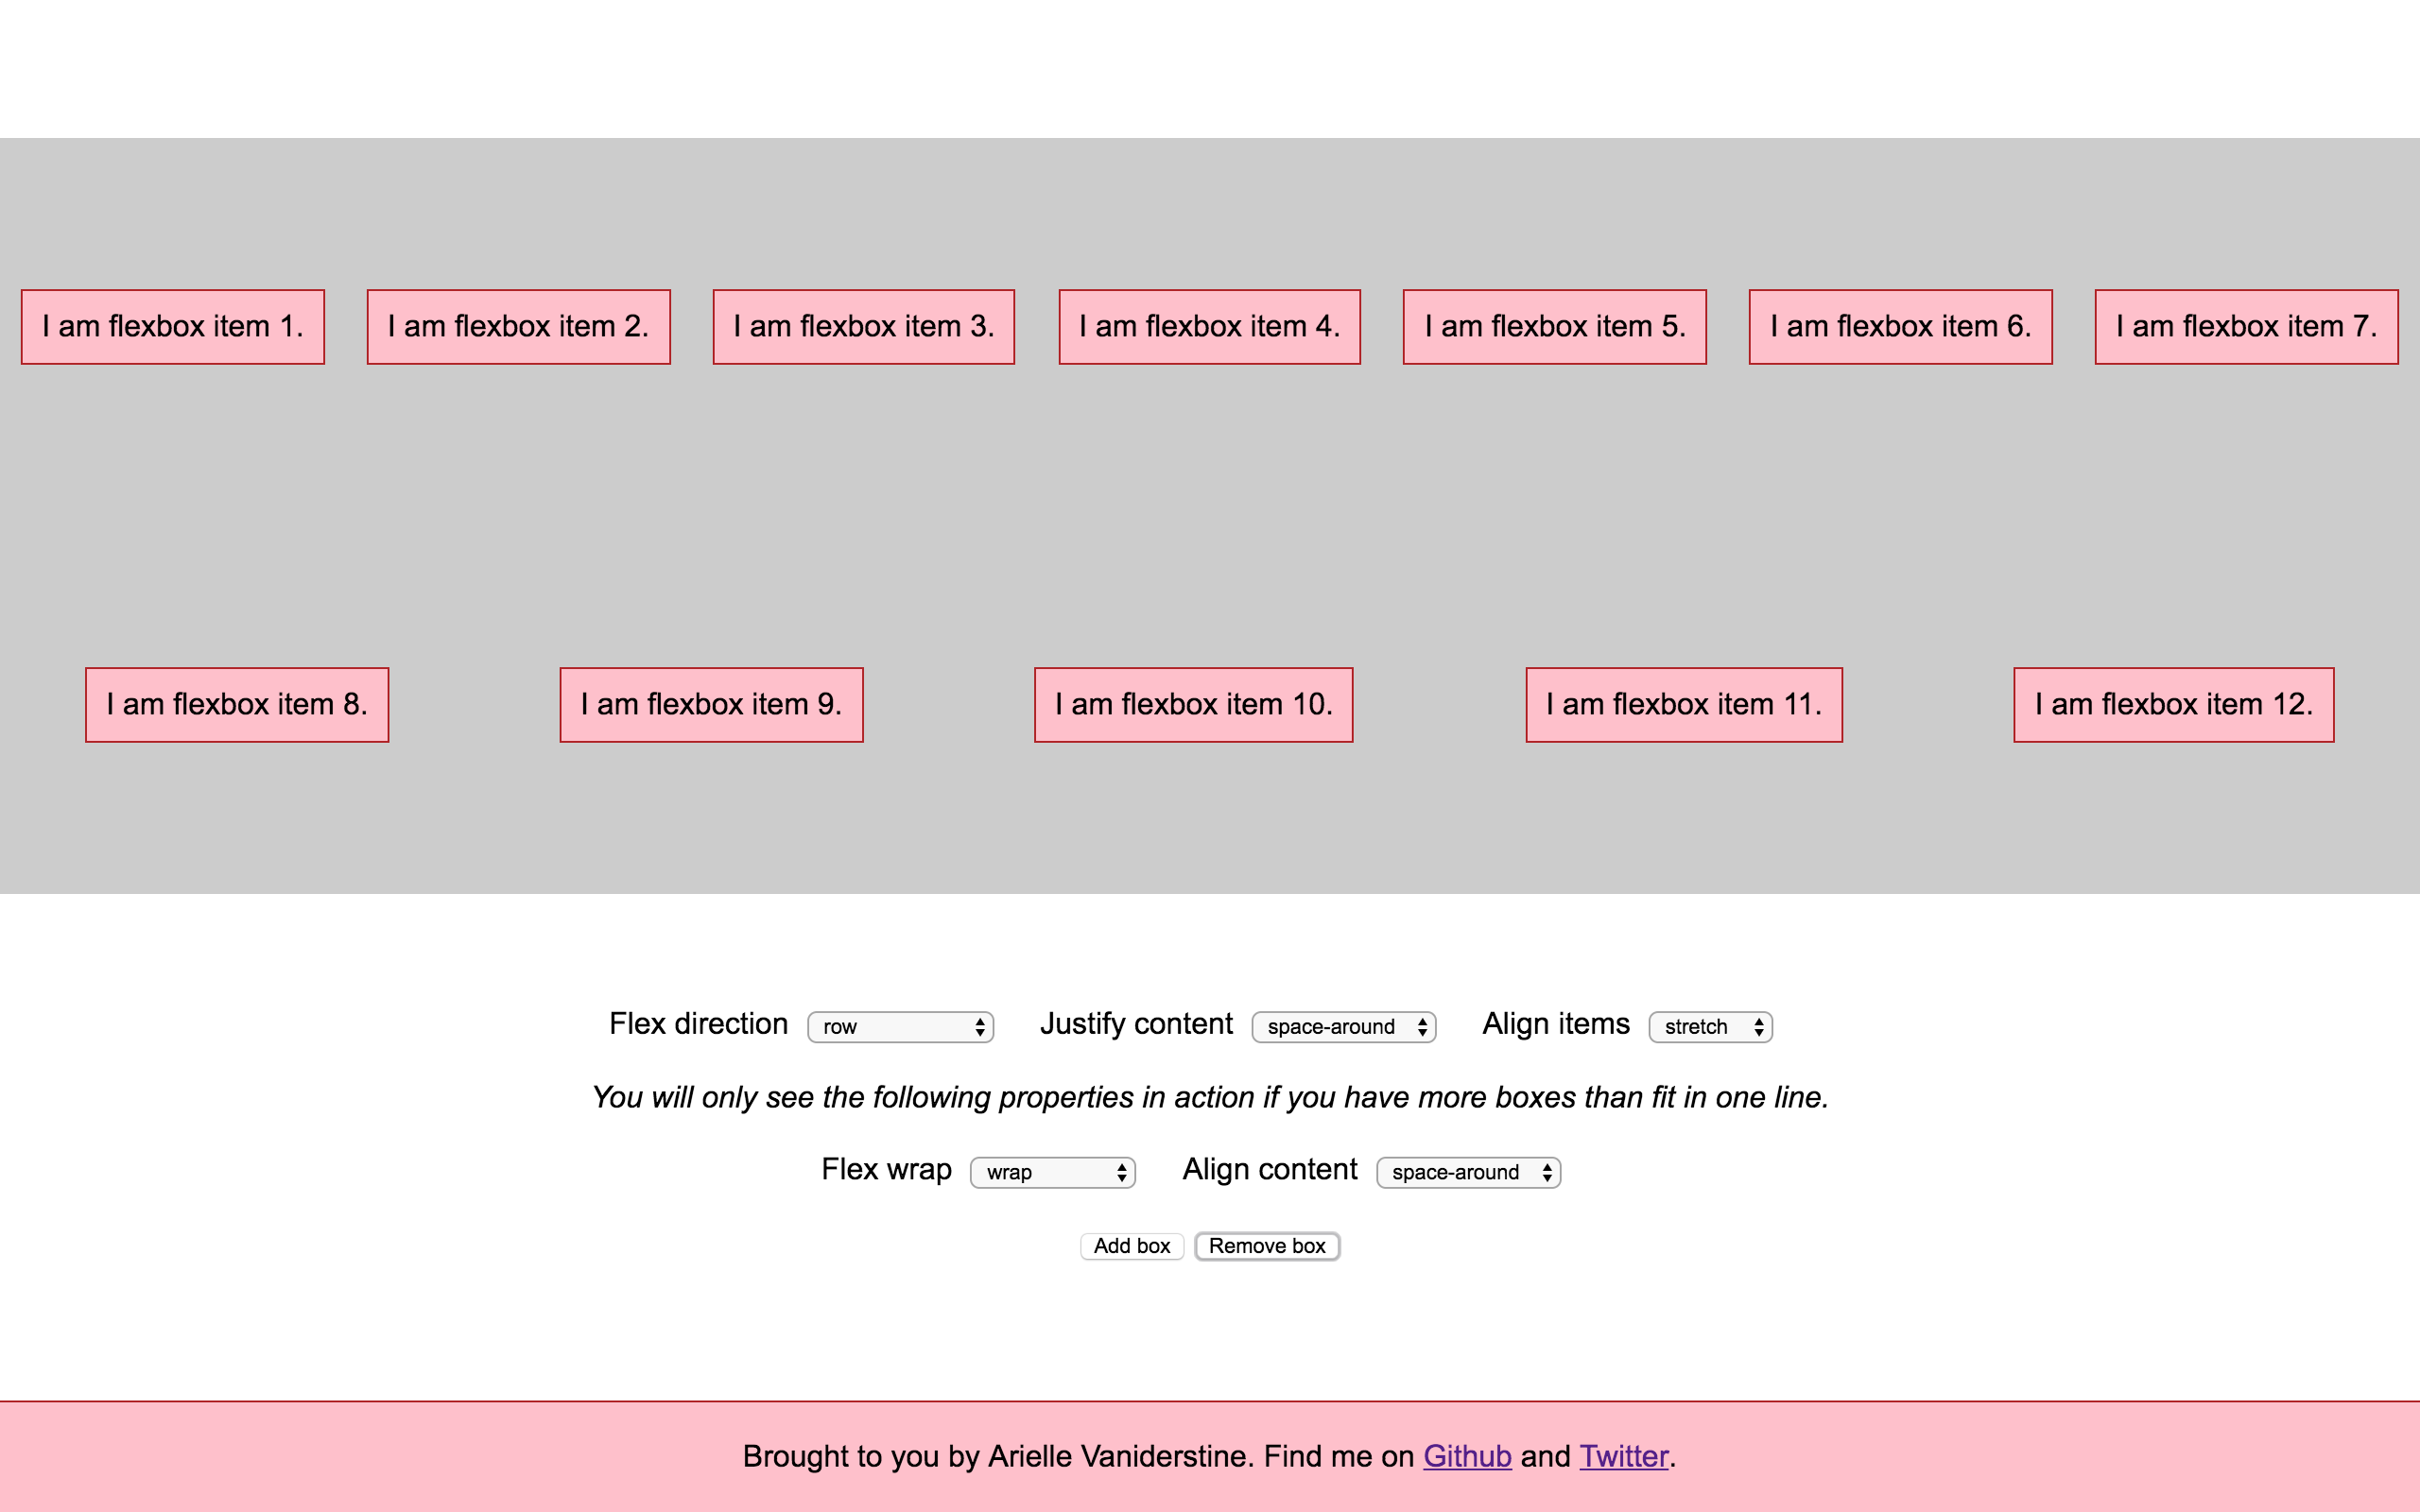 I am flexbox item 1. I am flexbox item 2. I am flexbox item 3. I am flexbox item 4. I am flexbox item 5. I am flexbox item 6. I am flexbox item 7.
I am flexbox item 8. I am flexbox item 9. I am flexbox item 10. I am flexbox item 11. I am flexbox item 12.
Flex direction row Justify content space-around Align items stretch
You will only see the following properties in action if you have more boxes than fit in one line.
Flex wrap wrap Align content space-around
Add box Remove box
Brought to you by Arielle Vaniderstine. Find me on Github and Twitter.